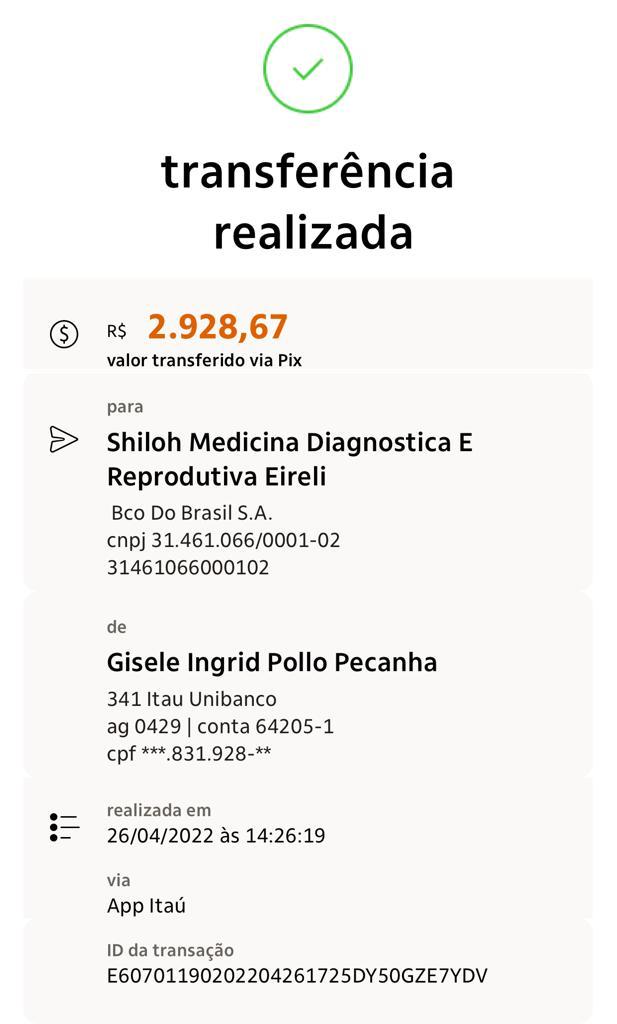 transferência
realizada
R$ 2.928,67
valor transferido via Pix
para
Shiloh Medicina Diagnostica E
Reprodutiva Eireli
Bco Do Brasil S.A.
cnpj 31.461.066/0001-02
31461066000102
de
Gisele Ingrid Pollo Pecanha
341 Itau Unibanco
ag 0429 | conta 64205-1
cpf ***.831.928-**
realizada em
26/04/2022 às 14:26:19
via
App Itaú
ID da transação
E60701190202204261725DY50GZE7YDV